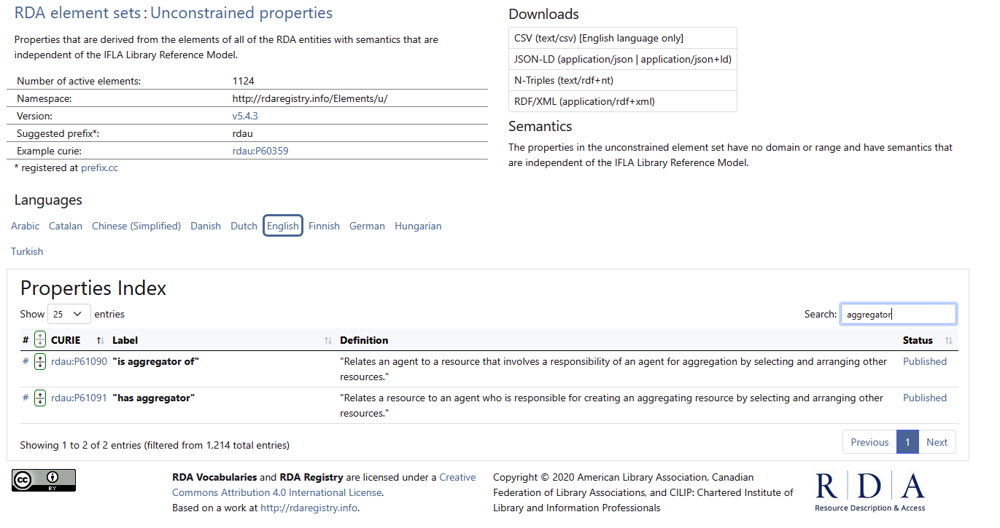 RDA element sets : Unconstrained properties
Properties that are derived from the elements of all of the RDA entities with semantics that are
independent of the IFLA Library Reference Model.
Number of active elements: 1124
Namespace: http://rdaregistry.info/Elements/u/
Version: v5.4.3
Suggested prefix*: rdau
Example curie: rdau:P60359
* registered at prefix.cc
Languages
Arabic Catalan Chinese (Simplified) Danish Dutch English Finnish German Hungarian
Turkish
Downloads
CSV (text/csv) [English language only]
JSON-LD (application/json | application/json+ld)
N-Triples (text/rdf+nt)
RDF/XML (application/rdf+xml)
Semantics
The properties in the unconstrained element set have no domain or range and have semantics that
are independent of the IFLA Library Reference Model.
Properties Index
Show 25 entries Search: aggregator
# CURIE Label Definition Status
# rdau:P61090 "is aggregator of" "Relates an agent to a resource that involves a responsibility of an agent for aggregation by selecting and arranging other Published
resources."
# rdau:P61091 "has aggregator" "Relates a resource to an agent who is responsible for creating an aggregating resource by selecting and arranging other Published
resources."
Showing 1 to 2 of 2 entries (filtered from 1,214 total entries) Previous 1 Next
cc BY
RDA Vocabularies and RDA Registry are licensed under a Creative
Commons Attribution 4.0 International License.
Based on a work at http://rdaregistry.info.
Copyright © 2020 American Library Association, Canadian
Federation of Library Associations, and CILIP: Chartered Institute of
Library and Information Professionals
R D A
Resource Description & Access